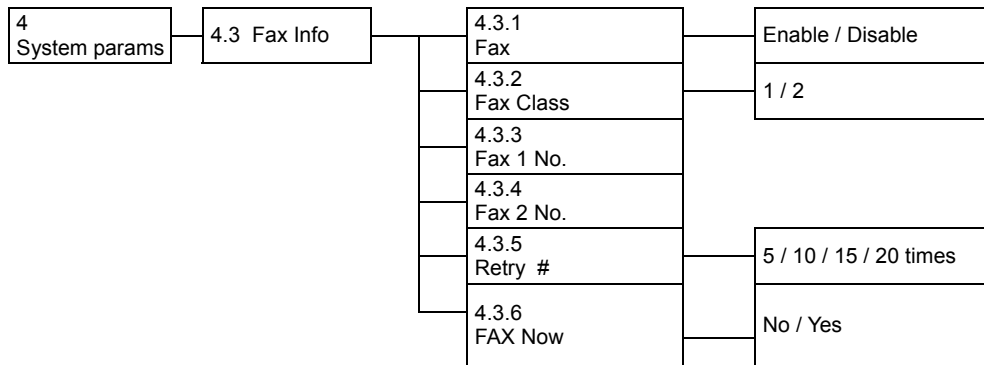 4
System params
4.3 Fax Info
4.3.1
Fax
Enable / Disable
4.3.2
Fax Class
1 / 2
4.3.3
Fax 1 No.
4.3.4
Fax 2 No.
4.3.5
Retry #
5 / 10 / 15 / 20 times
4.3.6
FAX Now
No / Yes